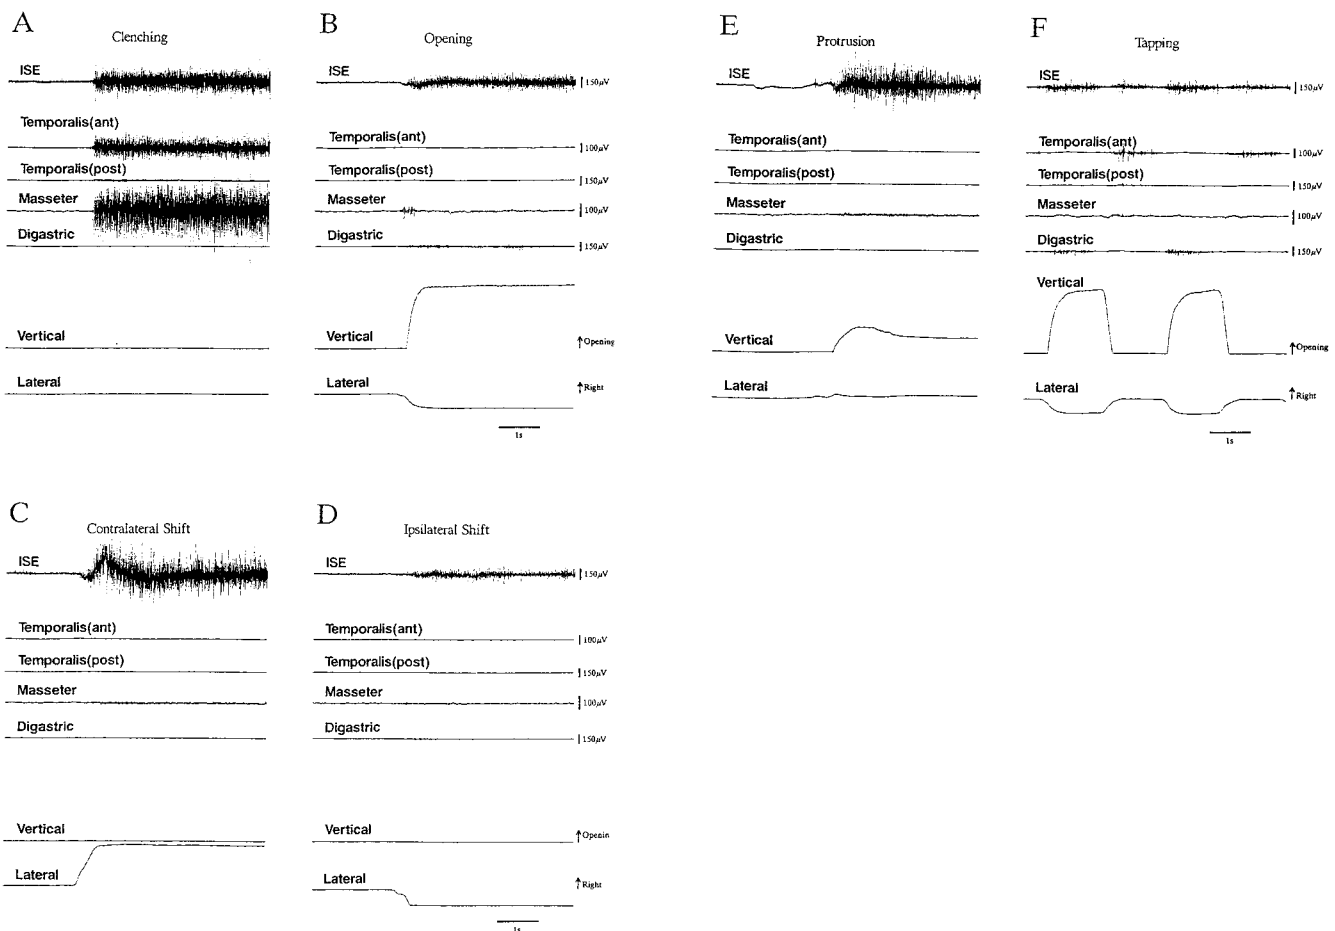 A
Clenching
ISE
Temporalis(ant)
Temporalis(post)
Masseter
Digastric
Vertical
Lateral
B
Opening
ISE
150μV
Temporalis(ant)
100μV
Temporalis(post)
150μV
Masseter
100μV
Digastric
150μV
Vertical
Opening
Lateral
Right
1s
E
Protrusion
ISE
Temporalis(ant)
Temporalis(post)
Masseter
Digastric
Vertical
Lateral
F
Tapping
ISE
150μV
Temporalis(ant)
100μV
Temporalis(post)
150μV
Masseter
100μV
Digastric
150μV
Vertical
Opening
Lateral
Right
1s
C
Contralateral Shift
ISE
Temporalis(ant)
Temporalis(post)
Masseter
Digastric
Vertical
Lateral
D
Ipsilateral Shift
ISE
150μV
Temporalis(ant)
100μV
Temporalis(post)
150μV
Masseter
100μV
Digastric
150μV
Vertical
Openin
Lateral
Right
1s